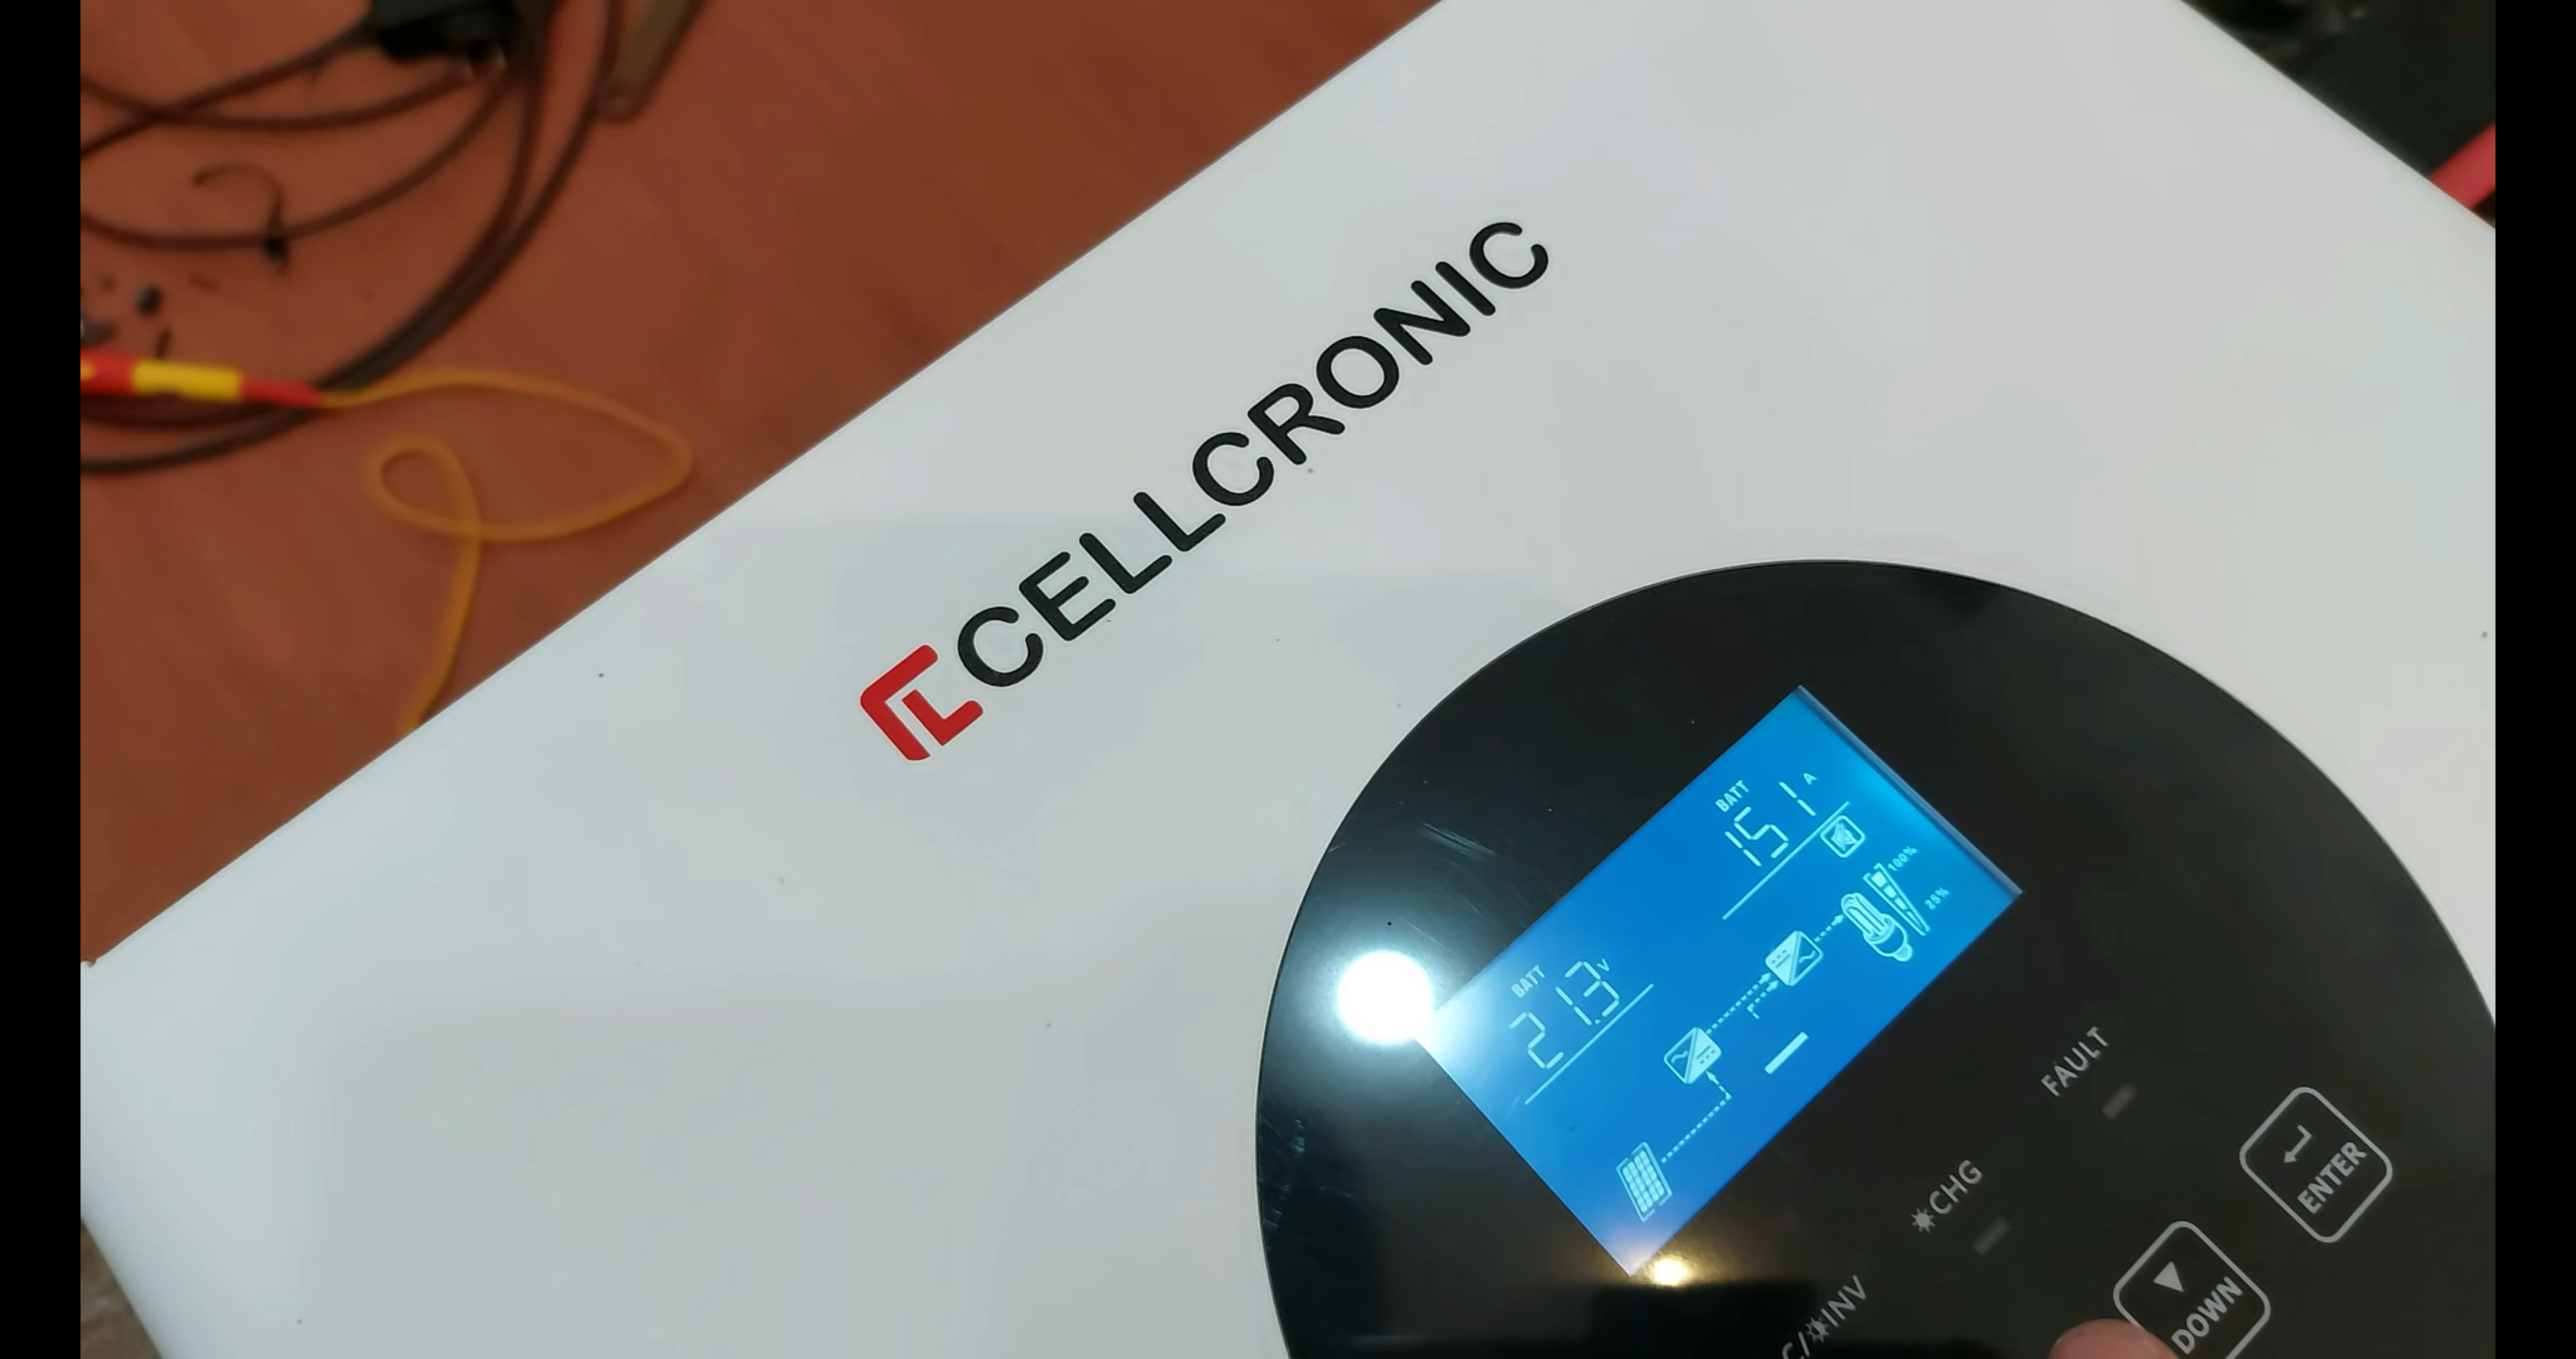 CELLCRONIC
BATT
21.3 V
BATT
151 A
100%
25%
FAULT
CHG
C/INV
ENTER
DOWN